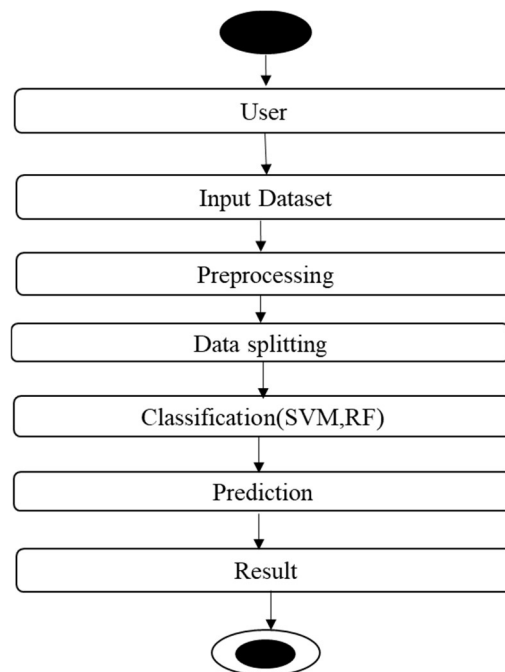 User
Input Dataset
Preprocessing
Data splitting
Classification(SVM,RF)
Prediction
Result